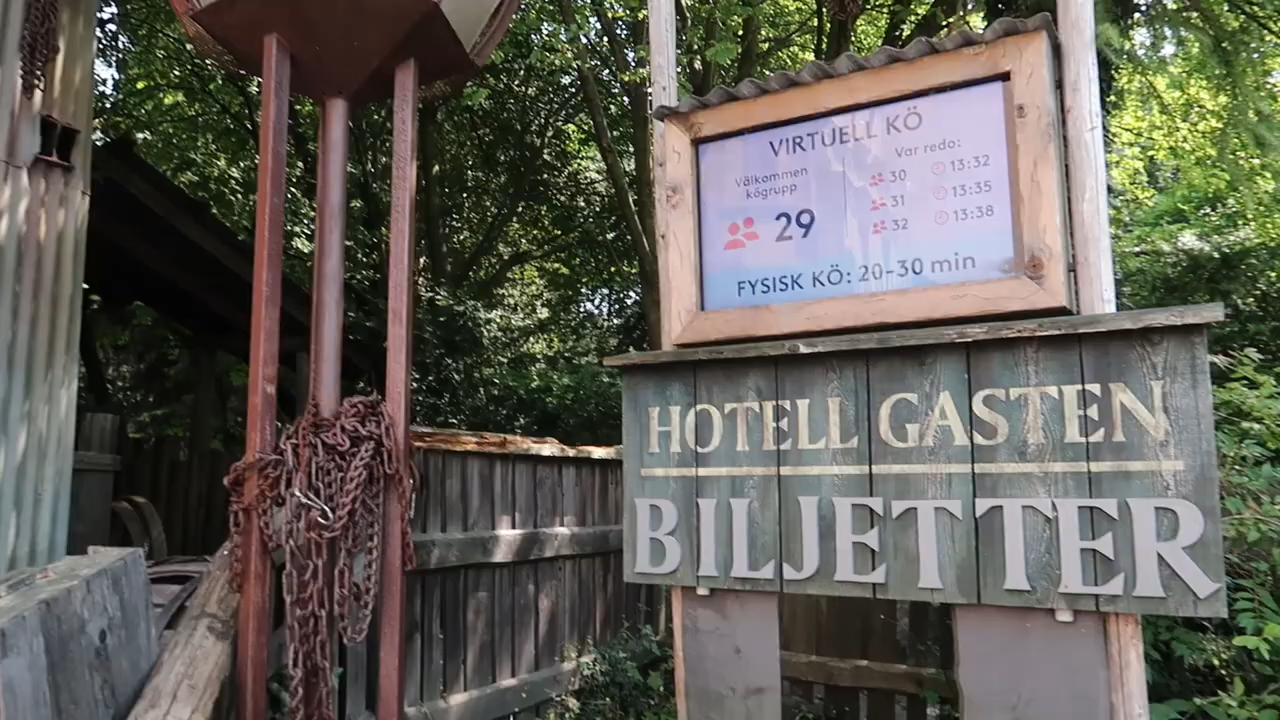 VIRTUELL KÖ
Välkommen
kögrupp
29
Var redo:
30 13:32
31 13:35
32 13:38
FYSISK KÖ: 20-30 min
HOTELL GASTEN
BILJETTER